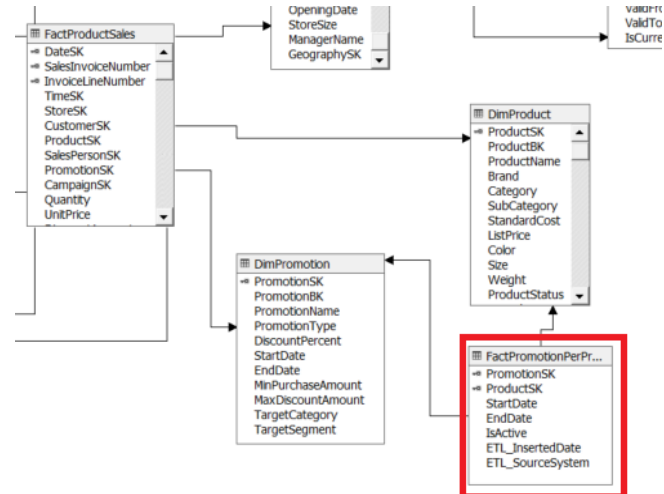 OpeningDate
StoreSize
ManagerName
GeographySK
ValidTo
IsCurre
FactProductSales
DateSK
SalesInvoiceNumber
InvoiceLineNumber
TimeSK
StoreSK
CustomerSK
ProductSK
SalesPersonSK
PromotionSK
CampaignSK
Quantity
UnitPrice
DimProduct
ProductSK
ProductBK
ProductName
Brand
Category
SubCategory
StandardCost
ListPrice
Color
Size
Weight
ProductStatus
DimPromotion
PromotionSK
PromotionBK
PromotionName
PromotionType
DiscountPercent
StartDate
EndDate
MinPurchaseAmount
MaxDiscountAmount
TargetCategory
TargetSegment
FactPromotionPerPr...
PromotionSK
ProductSK
StartDate
EndDate
IsActive
ETL_InsertedDate
ETL_SourceSystem